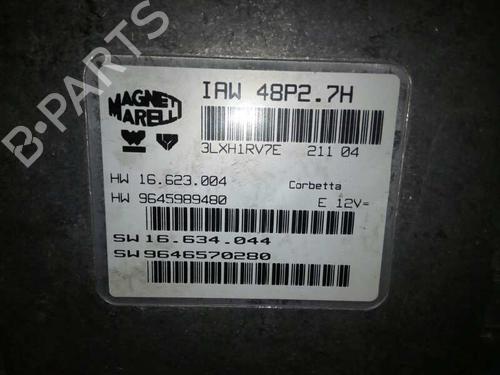 B-PARTS
MAGNETI
MARELLI
IAW 48P2.7H
3LXH1RV7E 211 04
HW 16.623.004 Corbetta
HW 9645989480 E 12V=
SW 16.634.044
SW 9646570280